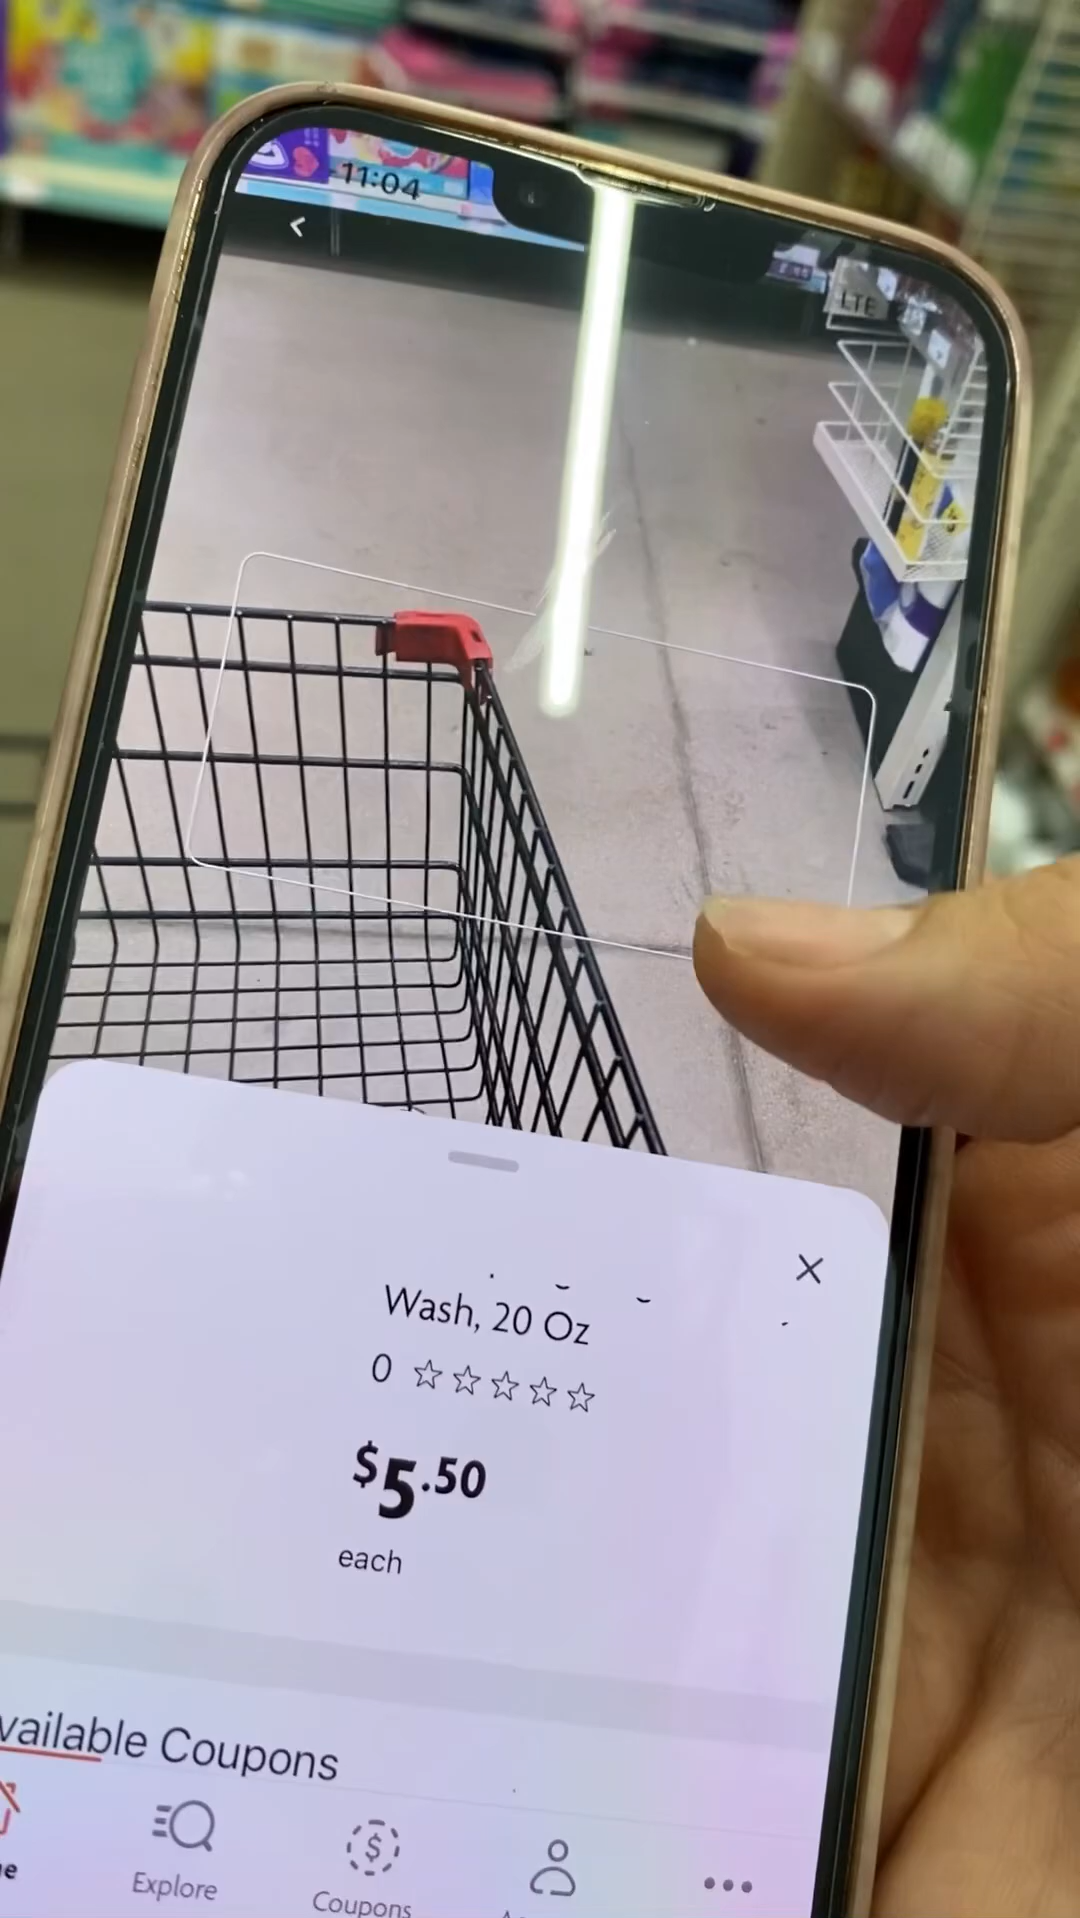 11:04
LTE
Wash, 20 Oz
0
$5.50
each
vailable Coupons
Explore
Coupons